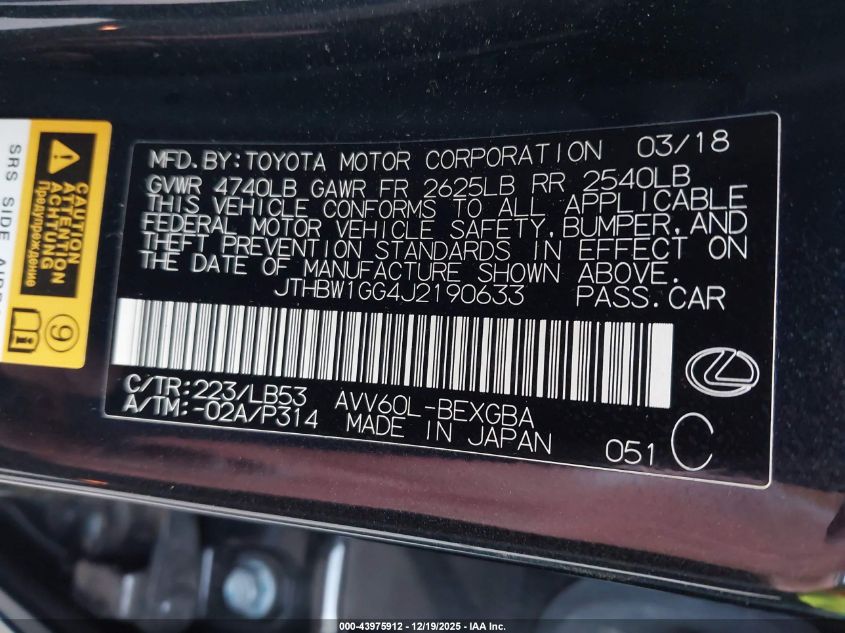 MFD. BY: TOYOTA MOTOR CORPORATION 03/18
GVWR 4740LB GAWR FR 2625LB RR 2540LB
THIS VEHICLE CONFORMS TO ALL APPLICABLE
FEDERAL MOTOR VEHICLE SAFETY, BUMPER, AND
THEFT PREVENTION STANDARDS IN EFFECT ON
THE DATE OF MANUFACTURE SHOWN ABOVE.
JTHBW1GG4J2190633 PASS. CAR
C/TR: 223/LB53 AVV60L-BEXGBA
A/TM: -02A/P314 MADE IN JAPAN
051 C
CAUTION
ATTENTION
ACHTUNG
Предупреждение
9
SRS SIDE
000-43975912 - 12/19/2025 - IAA Inc.